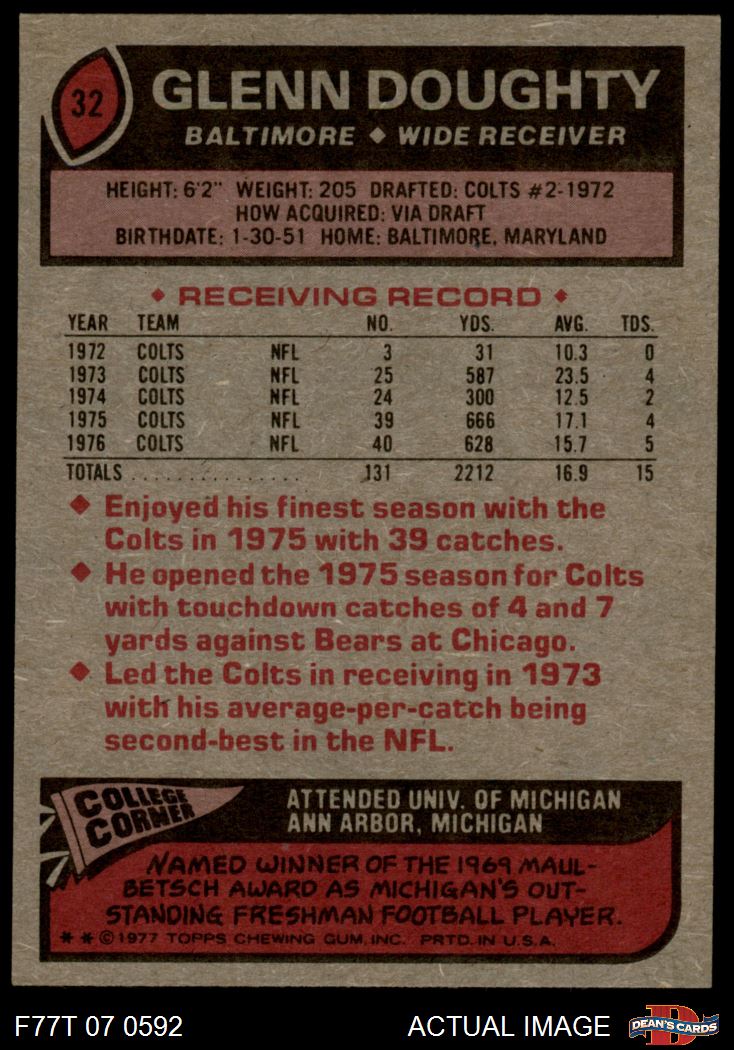 32
GLENN DOUGHTY
BALTIMORE ◆ WIDE RECEIVER
HEIGHT: 6'2" WEIGHT: 205 DRAFTED: COLTS #2-1972
HOW ACQUIRED: VIA DRAFT
BIRTHDATE: 1-30-51 HOME: BALTIMORE, MARYLAND
◆ RECEIVING RECORD ◆
YEAR TEAM NO. YDS. AVG. TDS.
1972 COLTS NFL 3 31 10.3 0
1973 COLTS NFL 25 587 23.5 4
1974 COLTS NFL 24 300 12.5 2
1975 COLTS NFL 39 666 17.1 4
1976 COLTS NFL 40 628 15.7 5
TOTALS................ 131 2212 16.9 15
◆ Enjoyed his finest season with the
Colts in 1975 with 39 catches.
◆ He opened the 1975 season for Colts
with touchdown catches of 4 and 7
yards against Bears at Chicago.
◆ Led the Colts in receiving in 1973
with his average-per-catch being
second-best in the NFL.
COLLEGE
CORNER
ATTENDED UNIV. OF MICHIGAN
ANN ARBOR, MICHIGAN
NAMED WINNER OF THE 1969 MAUL-
BETSCH AWARD AS MICHIGAN'S OUT-
STANDING FRESHMAN FOOTBALL PLAYER.
* * © 1977 TOPPS CHEWING GUM, INC. PRTD. IN U.S.A.
F77T 07 0592
ACTUAL IMAGE
D
DEAN'S CARDS